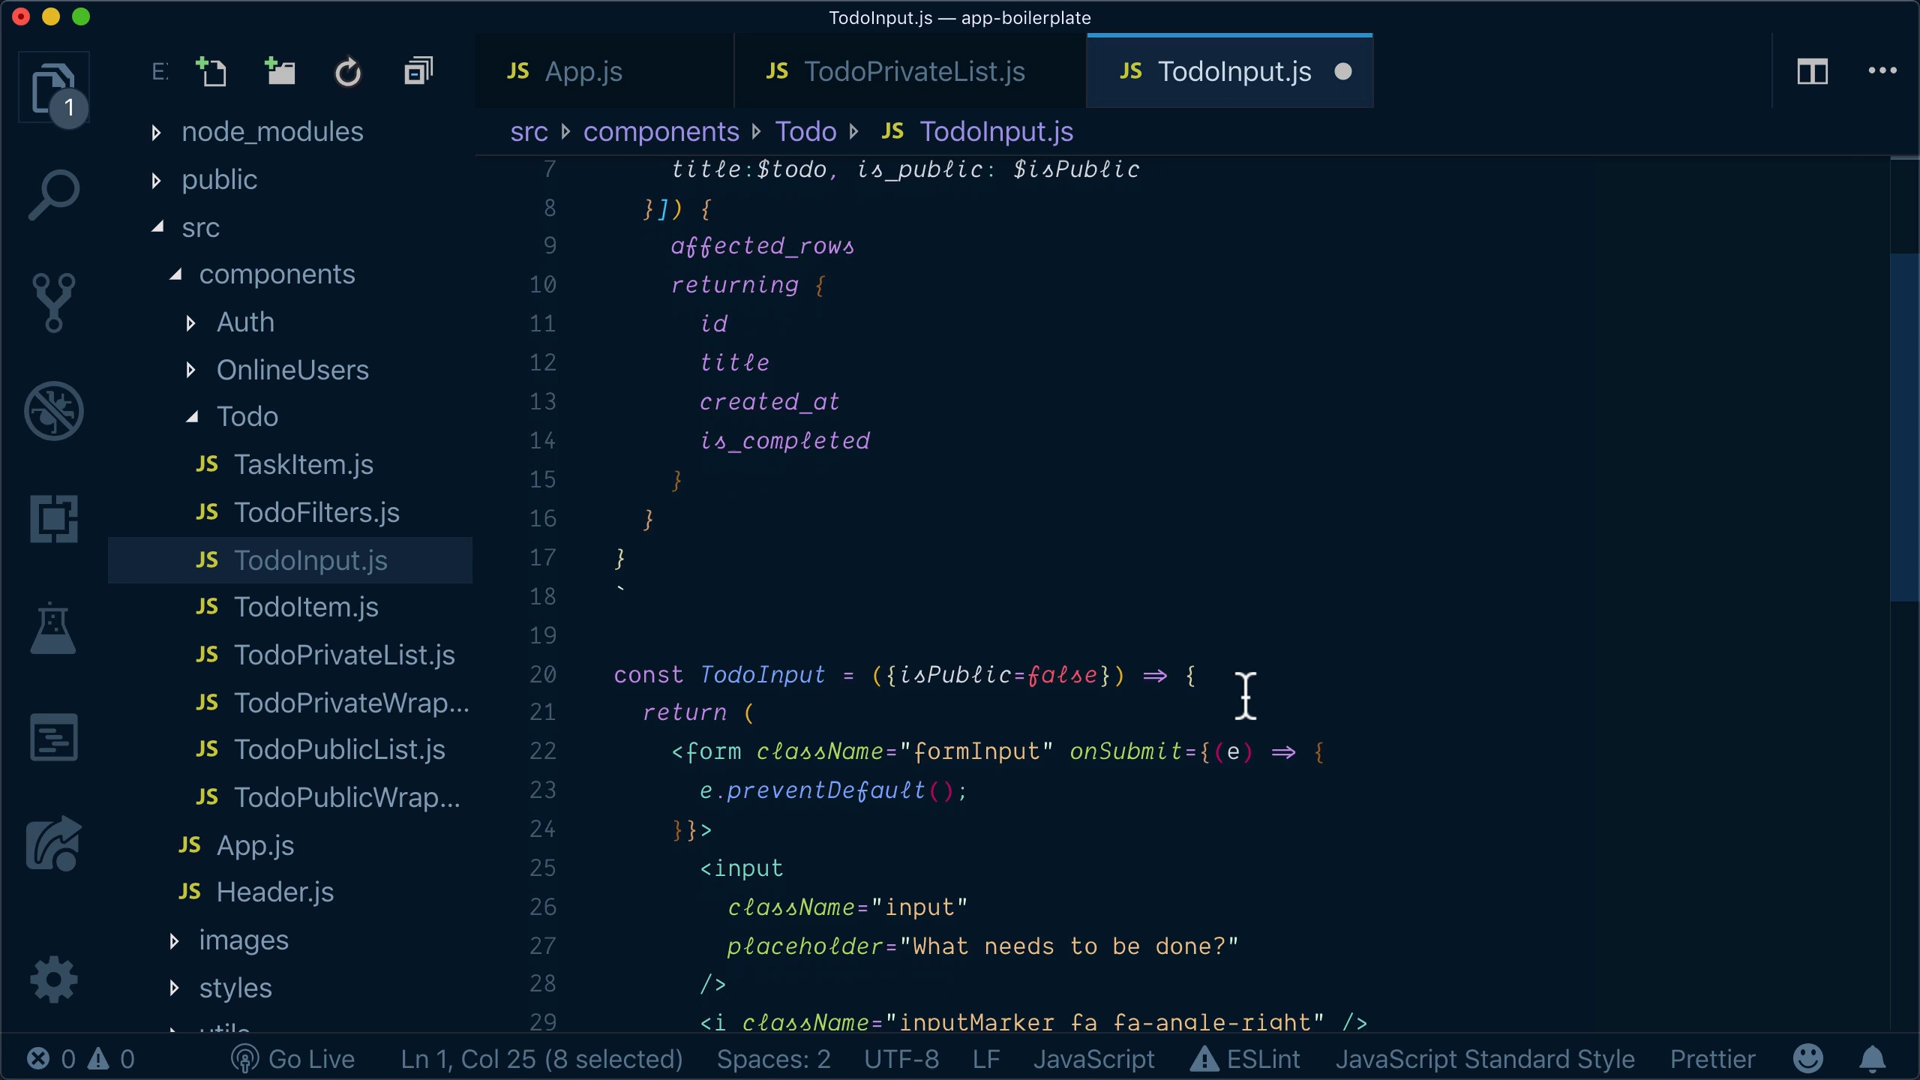 TodoInput.js — app-boilerplate
1
E:
JS App.js
JS TodoPrivateList.js
JS TodoInput.js
src components Todo JS TodoInput.js
node_modules
public
src
components
Auth
OnlineUsers
Todo
JS TaskItem.js
JS TodoFilters.js
JS TodoInput.js
JS TodoItem.js
JS TodoPrivateList.js
JS TodoPrivateWrap...
JS TodoPublicList.js
JS TodoPublicWrap...
JS App.js
JS Header.js
images
styles
utils
7 title:$todo, is_public: $isPublic
8 }]) {
9 affected_rows
10 returning {
11 id
12 title
13 created_at
14 is_completed
15 }
16 }
17 }
18 `
19
20 const TodoInput = ({isPublic=false}) => {
21 return (
22 <form className="formInput" onSubmit={(e) => {
23 e.preventDefault();
24 }}>
25 <input
26 className="input"
27 placeholder="What needs to be done?"
28 />
29 <i className="inputMarker fa fa-angle-right" />
0 0 Go Live Ln 1, Col 25 (8 selected) Spaces: 2 UTF-8 LF JavaScript ESLint JavaScript Standard Style Prettier